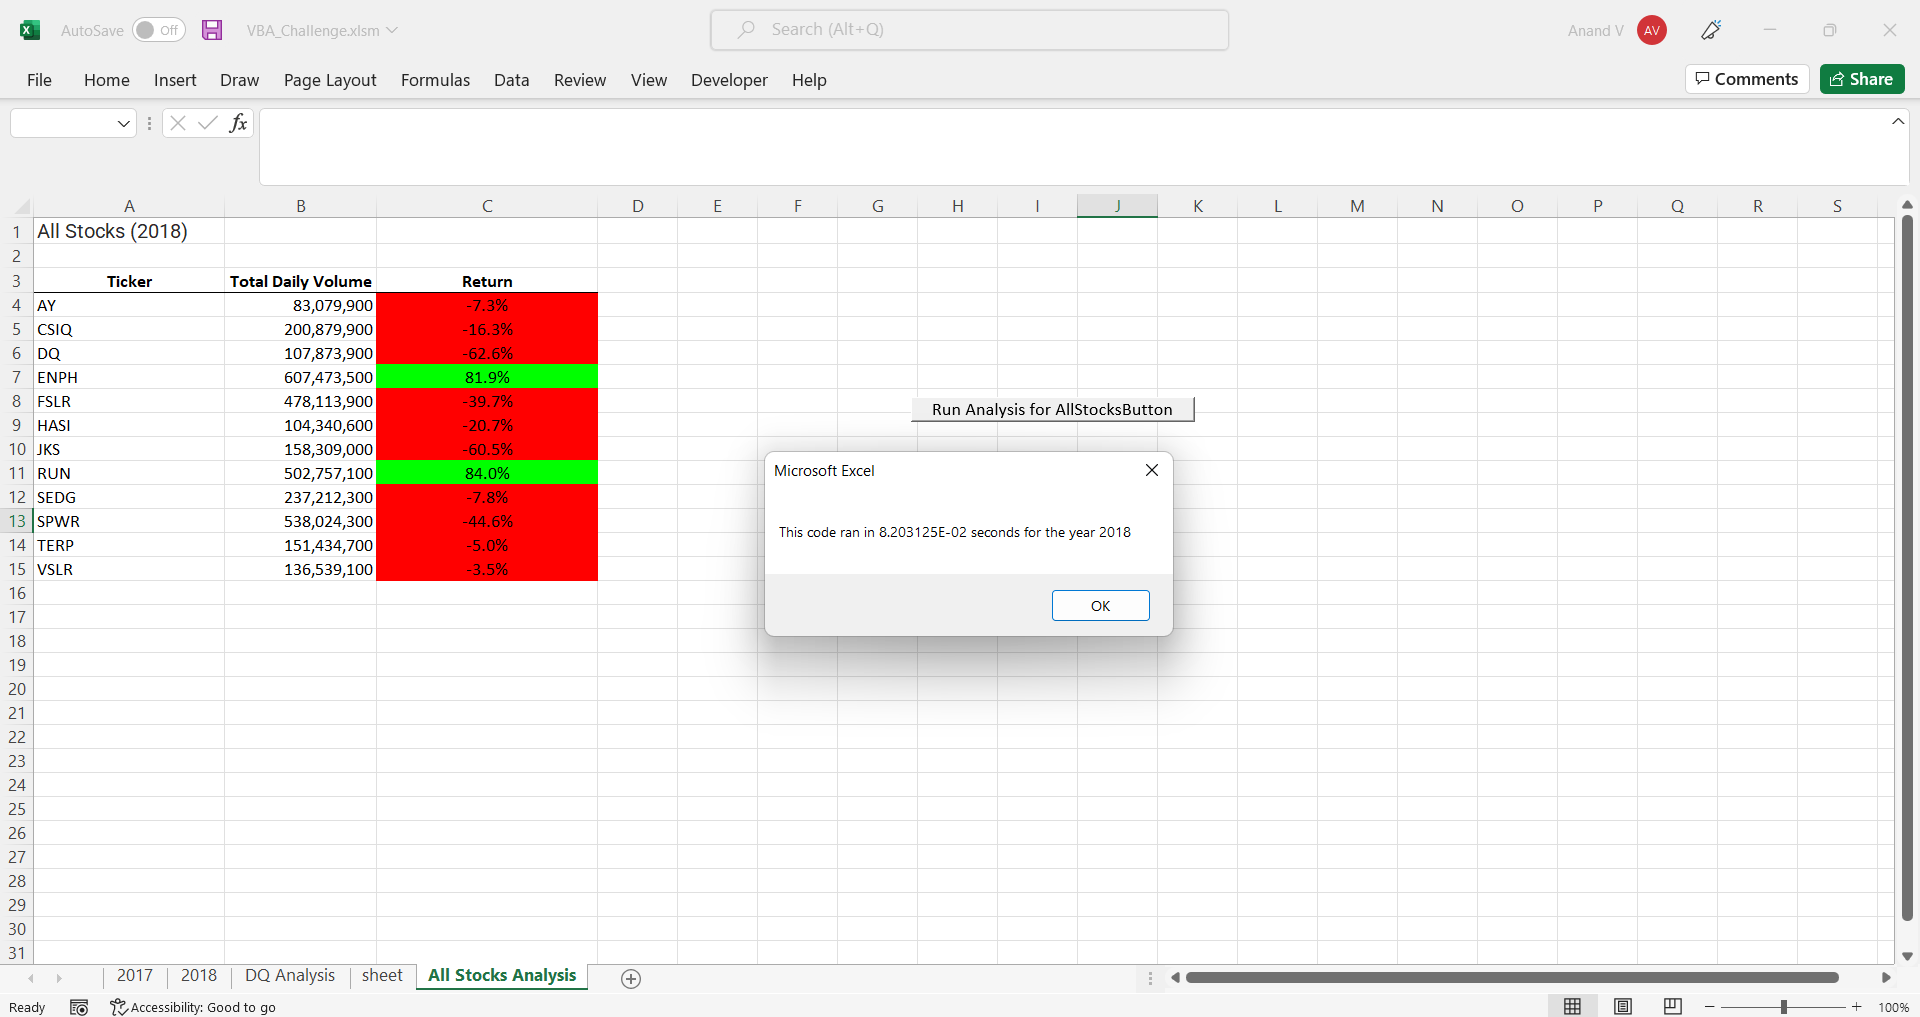 AutoSave Off VBA_Challenge.xlsm Search (Alt+Q) Anand V AV
File Home Insert Draw Page Layout Formulas Data Review View Developer Help Comments Share
fx
A B C D E F G H I J K L M N O P Q R S
1 All Stocks (2018)
2
3 Ticker Total Daily Volume Return
4 AY 83,079,900 -7.3%
5 CSIQ 200,879,900 -16.3%
6 DQ 107,873,900 -62.6%
7 ENPH 607,473,500 81.9%
8 FSLR 478,113,900 -39.7%
Run Analysis for AllStocksButton
9 HASI 104,340,600 -20.7%
10 JKS 158,309,000 -60.5%
11 RUN 502,757,100 84.0%
12 SEDG 237,212,300 -7.8%
13 SPWR 538,024,300 -44.6%
14 TERP 151,434,700 -5.0%
15 VSLR 136,539,100 -3.5%
16
17
18
19
20
21
22
23
24
25
26
27
28
29
30
31
Microsoft Excel
This code ran in 8.203125E-02 seconds for the year 2018
OK
2017 2018 DQ Analysis sheet All Stocks Analysis
Ready Accessibility: Good to go 100%